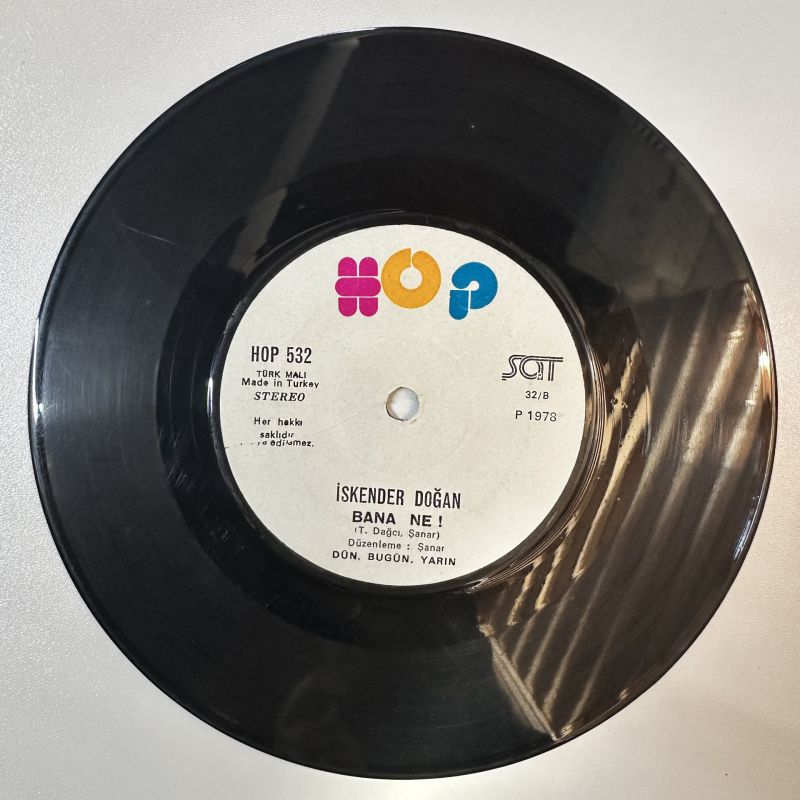 HOP
HOP 532
TÜRK MALI
Made in Turkey
STEREO
Her hakkı
saklıdır
edilemez.
SAT
32/B
P 1978
İSKENDER DOĞAN
BANA NE !
(T. Dağcı, Şanar)
Düzenleme : Şanar
DÜN, BUGÜN, YARIN